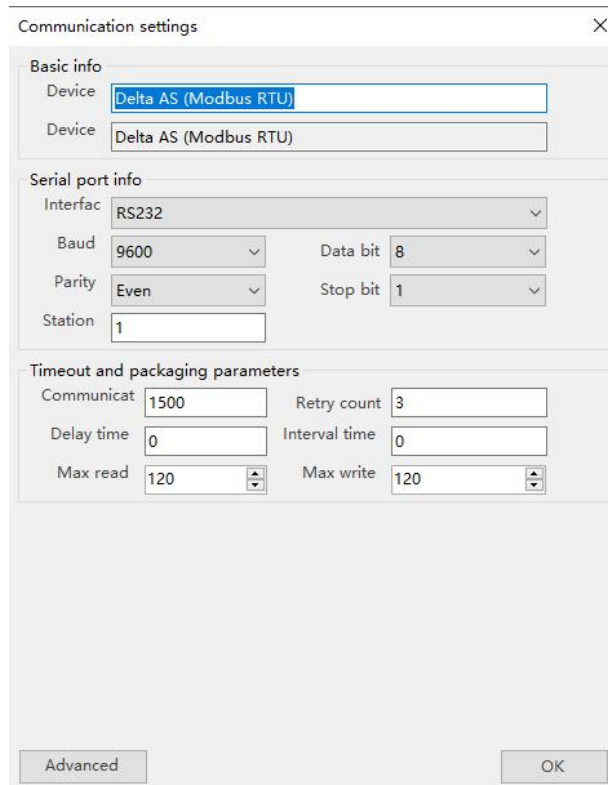 Communication settings
Basic info
Device Delta AS (Modbus RTU)
Device Delta AS (Modbus RTU)
Serial port info
Interfac RS232
Baud 9600 Data bit 8
Parity Even Stop bit 1
Station 1
Timeout and packaging parameters
Communicat 1500 Retry count 3
Delay time 0 Interval time 0
Max read 120 Max write 120
Advanced OK